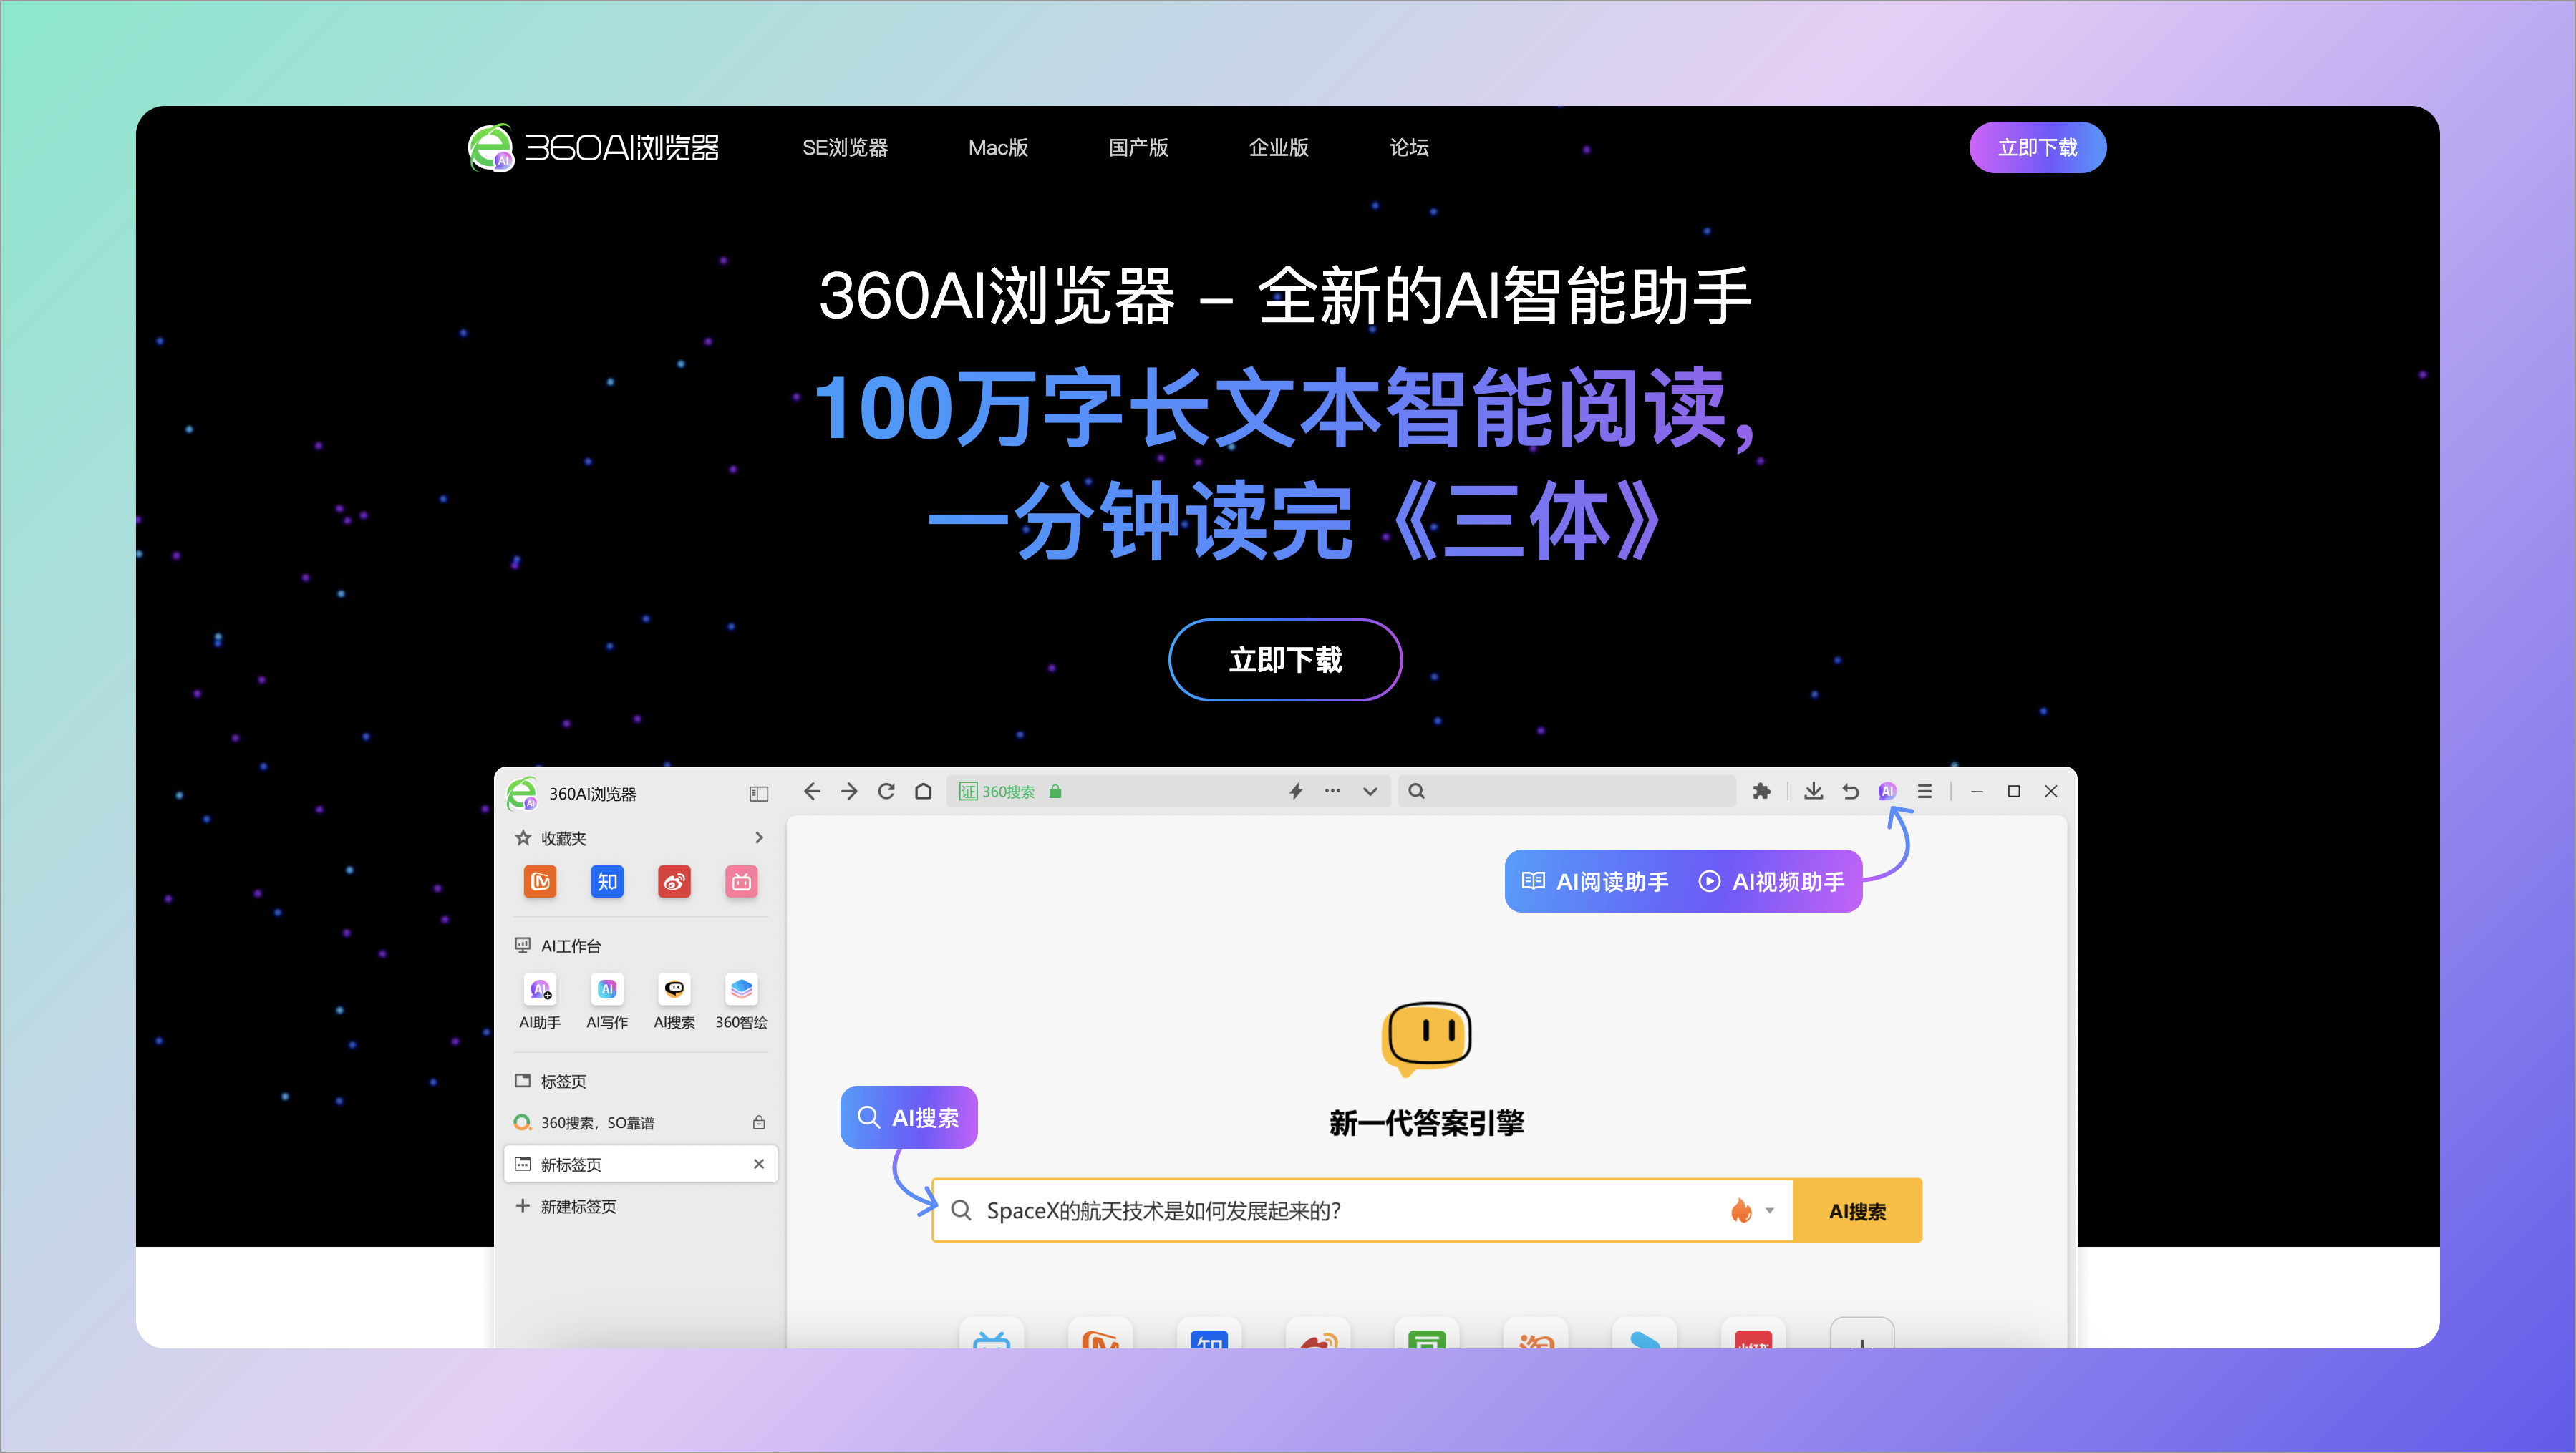 360AI浏览器
SE浏览器
Mac版
国产版
企业版
论坛
立即下载
360AI浏览器 – 全新的AI智能助手
100万字长文本智能阅读，
一分钟读完《三体》
立即下载
360AI浏览器
证 360搜索
AI
收藏夹
知
AI阅读助手 AI视频助手
AI工作台
AI助手 AI写作 AI搜索 360智绘
标签页
360搜索，SO靠谱
新标签页
新建标签页
AI搜索
新一代答案引擎
SpaceX的航天技术是如何发展起来的?
AI搜索